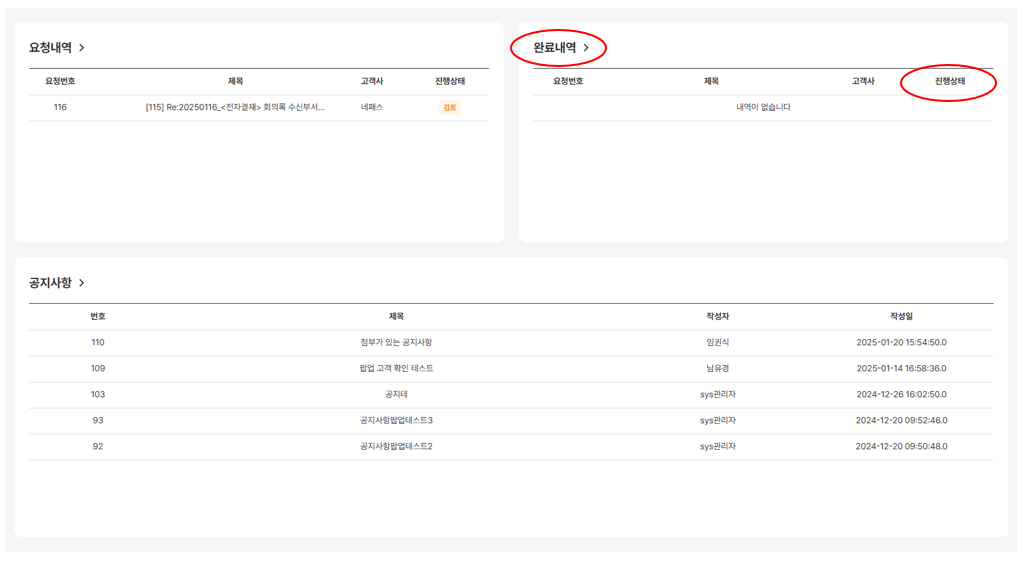 요청내역 >
요청번호 제목 고객사 진행상태
116 [115] Re:20250116_<전자결재> 회의록 수신부서... 네패스 검토
완료내역 >
요청번호 제목 고객사 진행상태
내역이 없습니다
공지사항 >
번호 제목 작성자 작성일
110 첨부가 있는 공지사항 임권식 2025-01-20 15:54:50.0
109 팝업 고객 확인 테스트 남유경 2025-01-14 16:58:36.0
103 공지테 sys관리자 2024-12-26 16:02:50.0
93 공지사항팝업테스트3 sys관리자 2024-12-20 09:52:46.0
92 공지사항팝업테스트2 sys관리자 2024-12-20 09:50:48.0